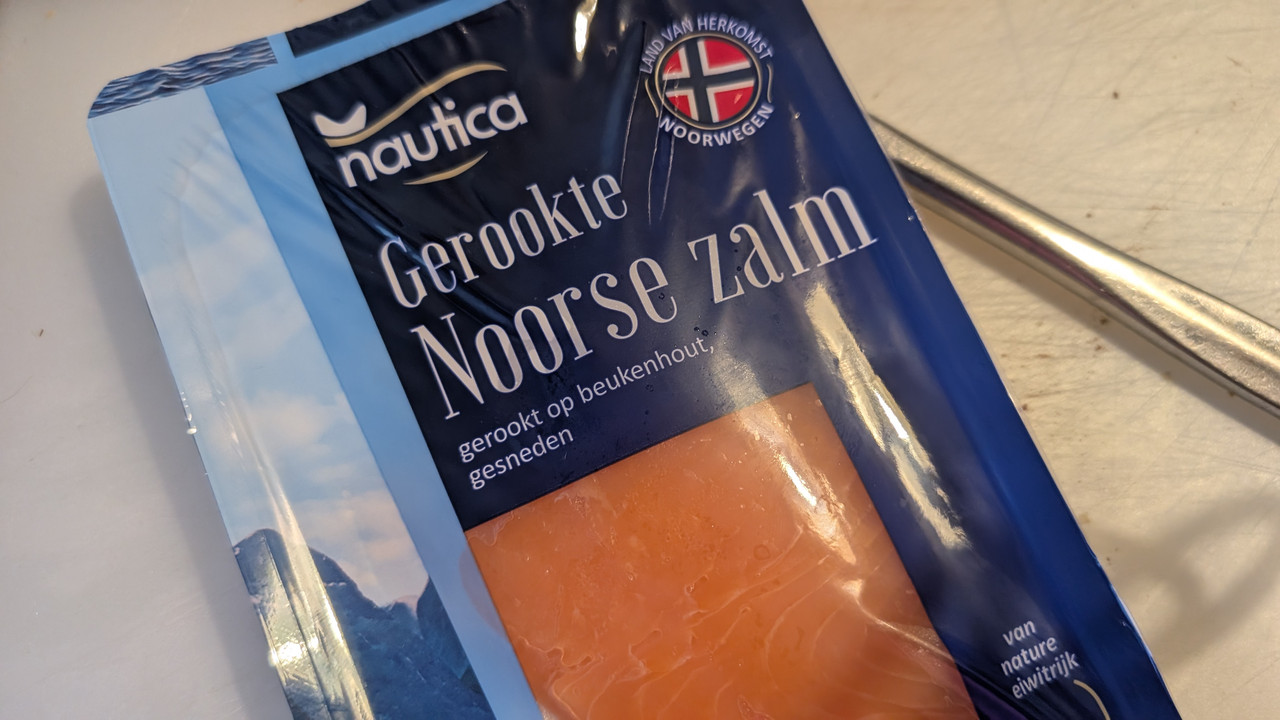 nautica
LAND VAN HERKOMST
NOORWEGEN
Gerookte
Noorse zalm
gerookt op beukenhout,
gesneden
van
nature
eiwitrijk